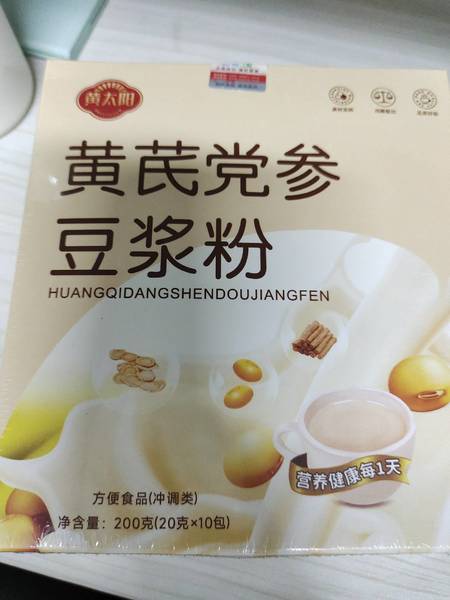 黄太阳
黄芪党参
豆浆粉
HUANGQIDANGSHENDOUJIANGFEN
营养健康每1天
方便食品(冲调类)
净含量: 200克(20克×10包)